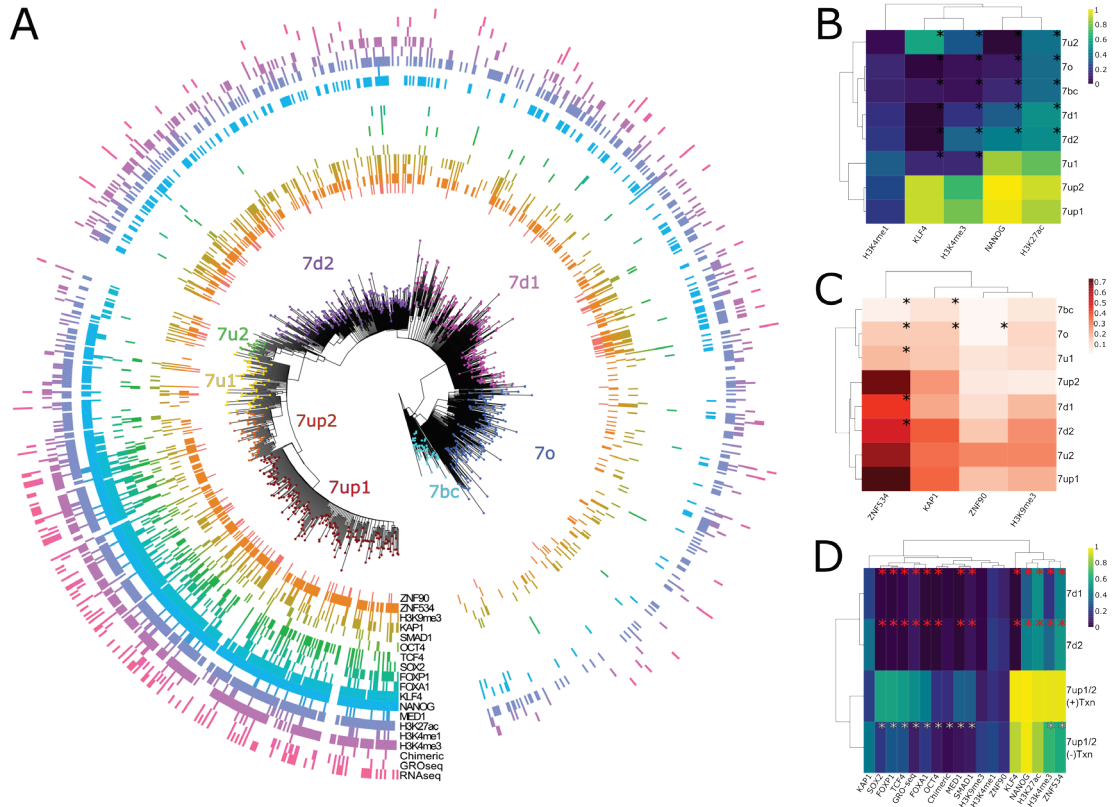 A
7d2
7d1
7u2
7u1
7up2
7up1
7bc
7o
ZNF90
ZNF534
H3K9me3
KAP1
SMAD1
OCT4
TCF4
SOX2
FOXP1
FOXA1
KLF4
NANOG
MED1
H3K27ac
H3K4me1
H3K4me3
Chimeric
GROseq
RNAseq
B
1
0.8
0.6
0.4
0.2
0
* * * * 7u2
* * * * 7o
* * * * 7bc
* * * * 7d1
* * * * 7d2
* * 7u1
7up2
7up1
H3K4me1 KLF4 H3K4me3 NANOG H3K27ac
C
0.7
0.6
0.5
0.4
0.3
0.2
0.1
* * 7bc
* * * 7o
* 7u1
7up2
* 7d1
* 7d2
7u2
7up1
ZNF534 KAP1 ZNF90 H3K9me3
D
1
0.8
0.6
0.4
0.2
0
* * * * * * * * * * * * * 7d1
* * * * * * * * * * * * * 7d2
7up1/2
(+)Txn
* * * * * * * * * * * 7up1/2
(-)Txn
KAP1 SOX2 FOXP1 TCF4 GRO-seq FOXA1 OCT4 Chimeric MED1 SMAD1 H3K9me3 H3K4me1 ZNF90 KLF4 NANOG H3K27ac H3K4me3 ZNF534